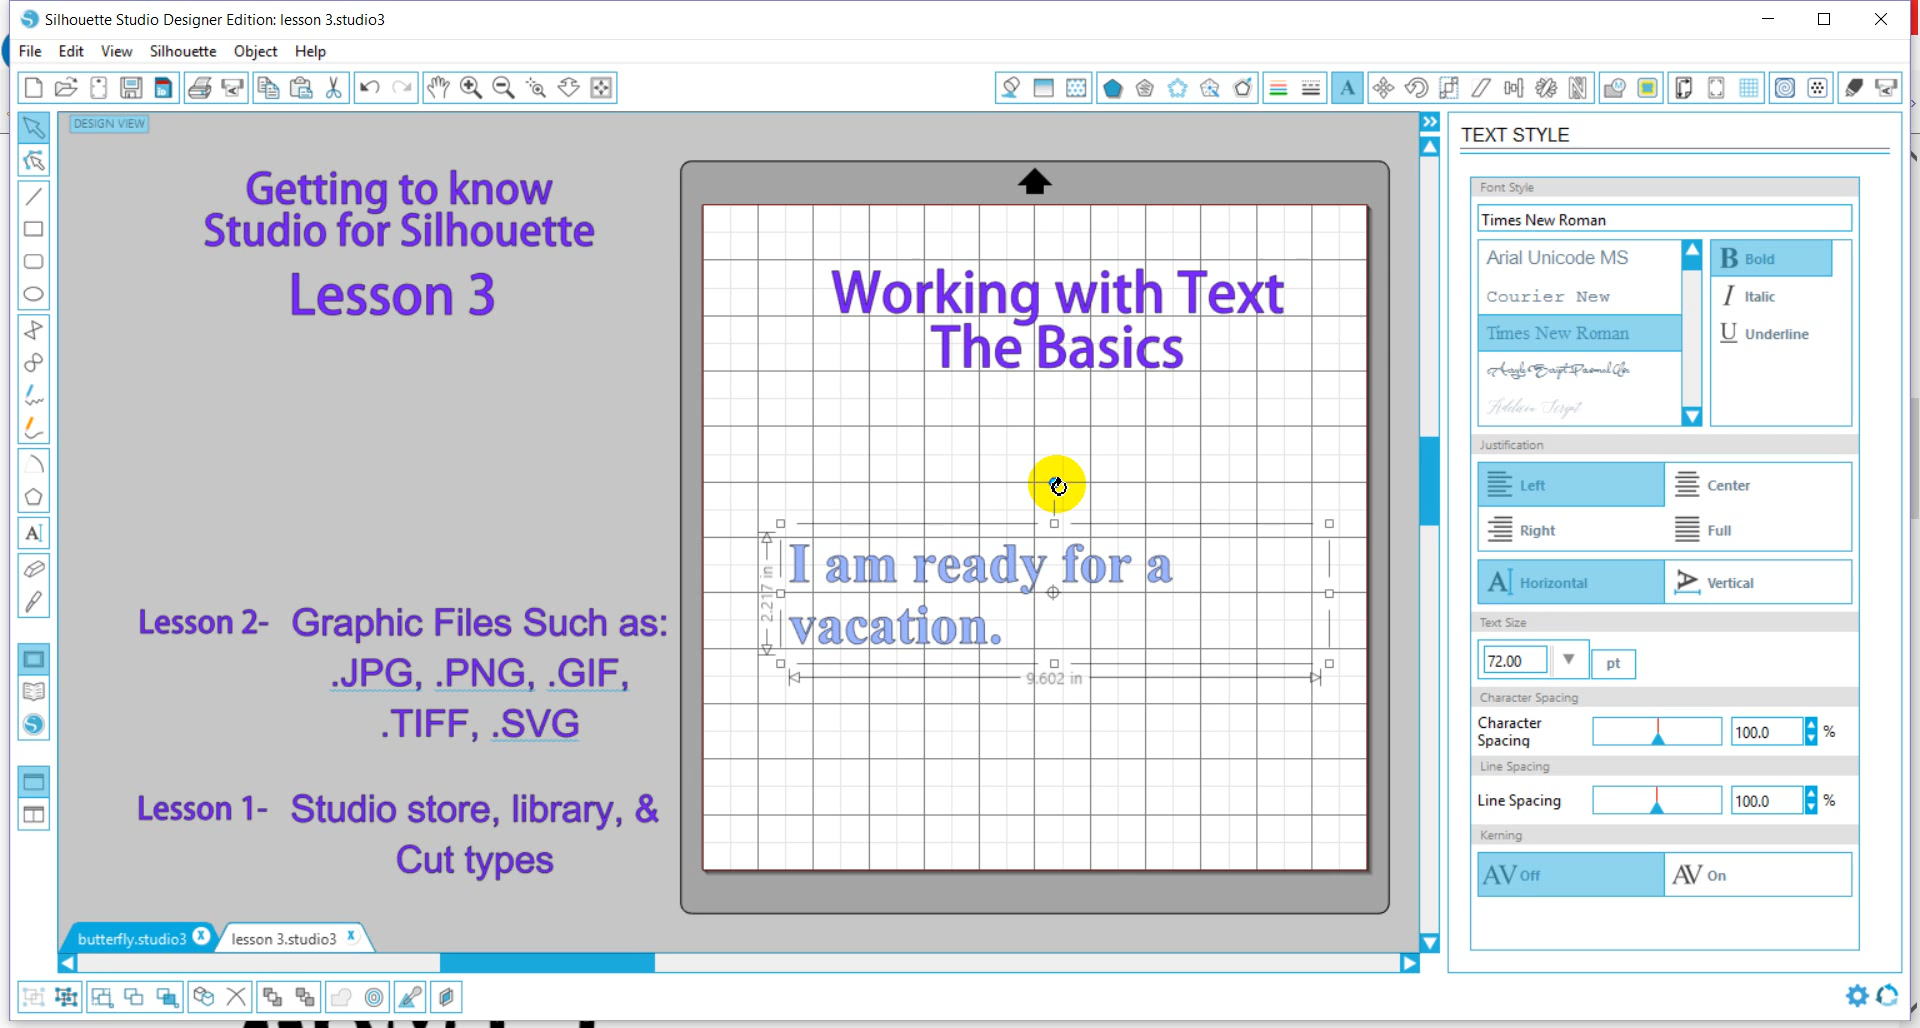 Silhouette Studio Designer Edition: lesson 3.studio3
File Edit View Silhouette Object Help
DESIGN VIEW
Getting to know
Studio for Silhouette
Lesson 3
Lesson 2- Graphic Files Such as:
.JPG, .PNG, .GIF,
.TIFF, .SVG
Lesson 1- Studio store, library, &
Cut types
Working with Text
The Basics
I am ready for a
vacation.
2.217 in
9.602 in
butterfly.studio3
lesson 3.studio3
TEXT STYLE
Font Style
Times New Roman
Arial Unicode MS
Courier New
Times New Roman
B Bold
I Italic
U Underline
Justification
Left
Center
Right
Full
Horizontal
Vertical
Text Size
72.00
pt
Character Spacing
Character
Spacing
100.0 %
Line Spacing
Line Spacing 100.0 %
Kerning
AV Off
AV On